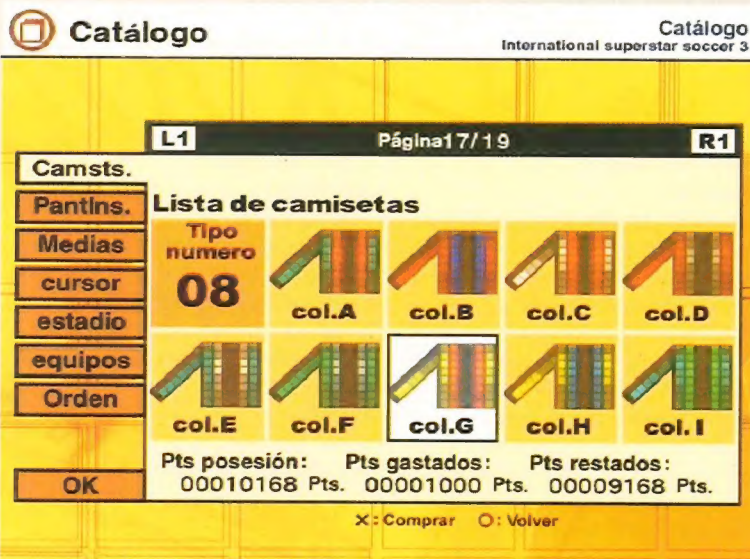 Catálogo
Catálogo
International superstar soccer 3
L1 Página17/19 R1
Camsts.
Pantlns.
Medias
cursor
estadio
equipos
Orden
OK
Lista de camisetas
Tipo
numero
08
col.A col.B col.C col.D
col.E col.F col.G col.H col.I
Pts posesión: Pts gastados: Pts restados:
00010168 Pts. 00001000 Pts. 00009168 Pts.
X:Comprar O:Volver